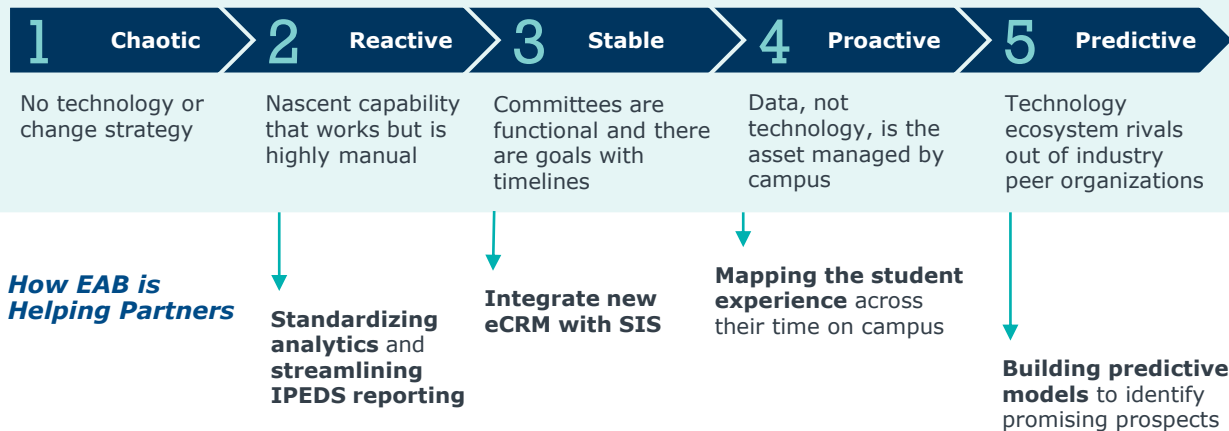 1 Chaotic
2 Reactive
3 Stable
4 Proactive
5 Predictive
No technology or
change strategy
Nascent capability
that works but is
highly manual
Committees are
functional and there
are goals with
timelines
Data, not
technology, is the
asset managed by
campus
Technology
ecosystem rivals
out of industry
peer organizations
How EAB is
Helping Partners
Standardizing
analytics and
streamlining
IPEDS reporting
Integrate new
eCRM with SIS
Mapping the student
experience across
their time on campus
Building predictive
models to identify
promising prospects